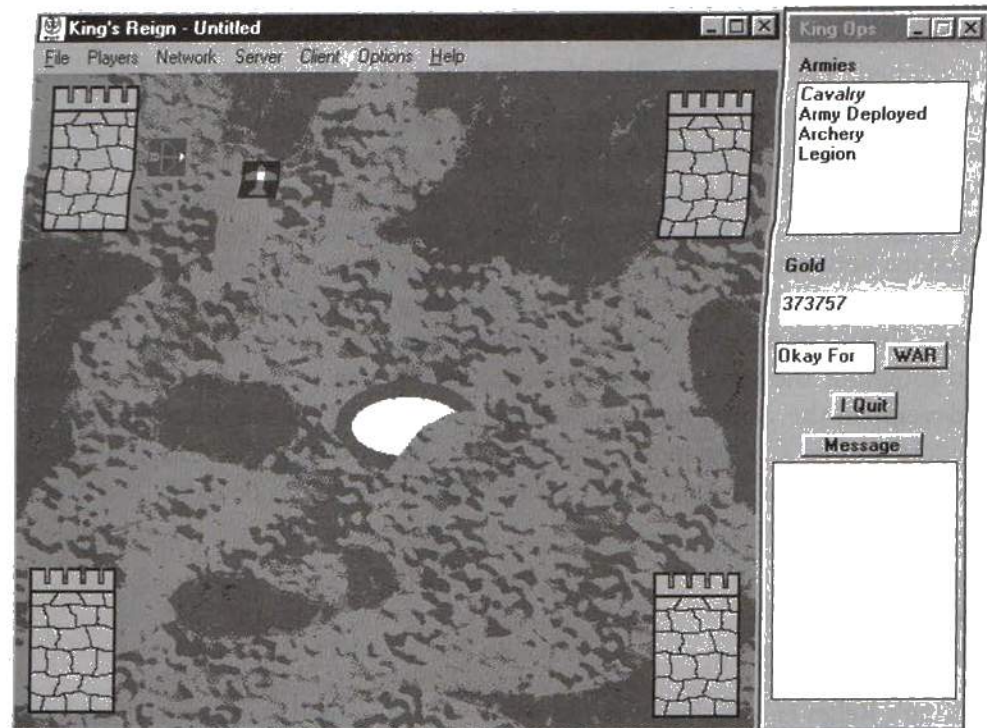 King's Reign - Untitled
File Players Network Server Client Options Help
King Ops
Armies
Cavalry
Army Deployed
Archery
Legion
Gold
373757
Okay For WAR
I Quit
Message